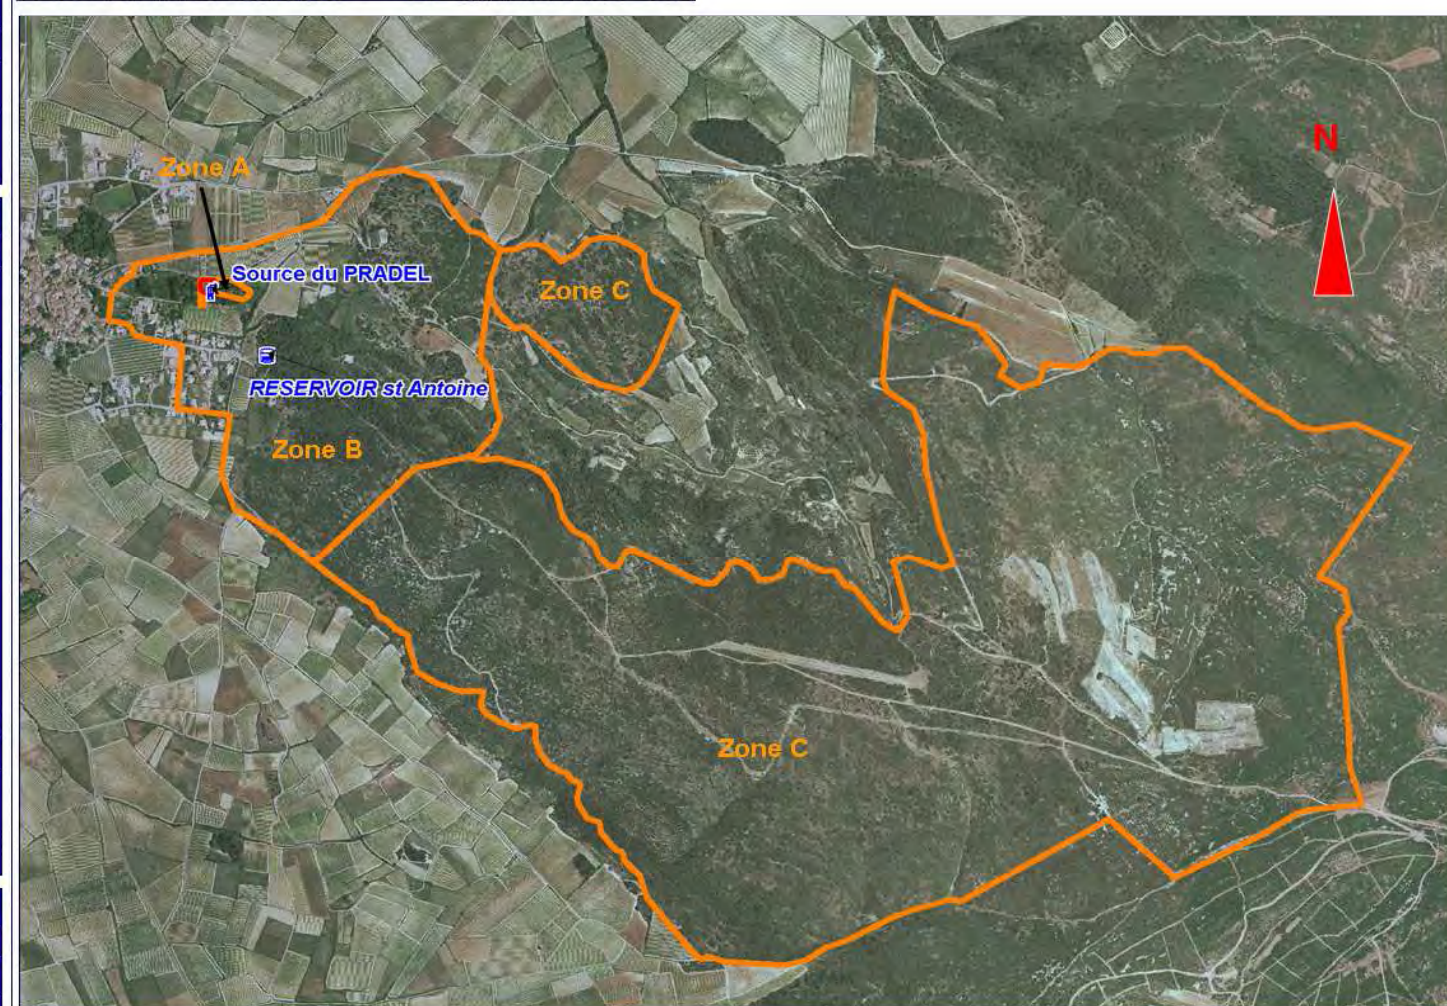 N
Zone A
Source du PRADEL
Zone C
RESERVOIR st Antoine
Zone B
Zone C